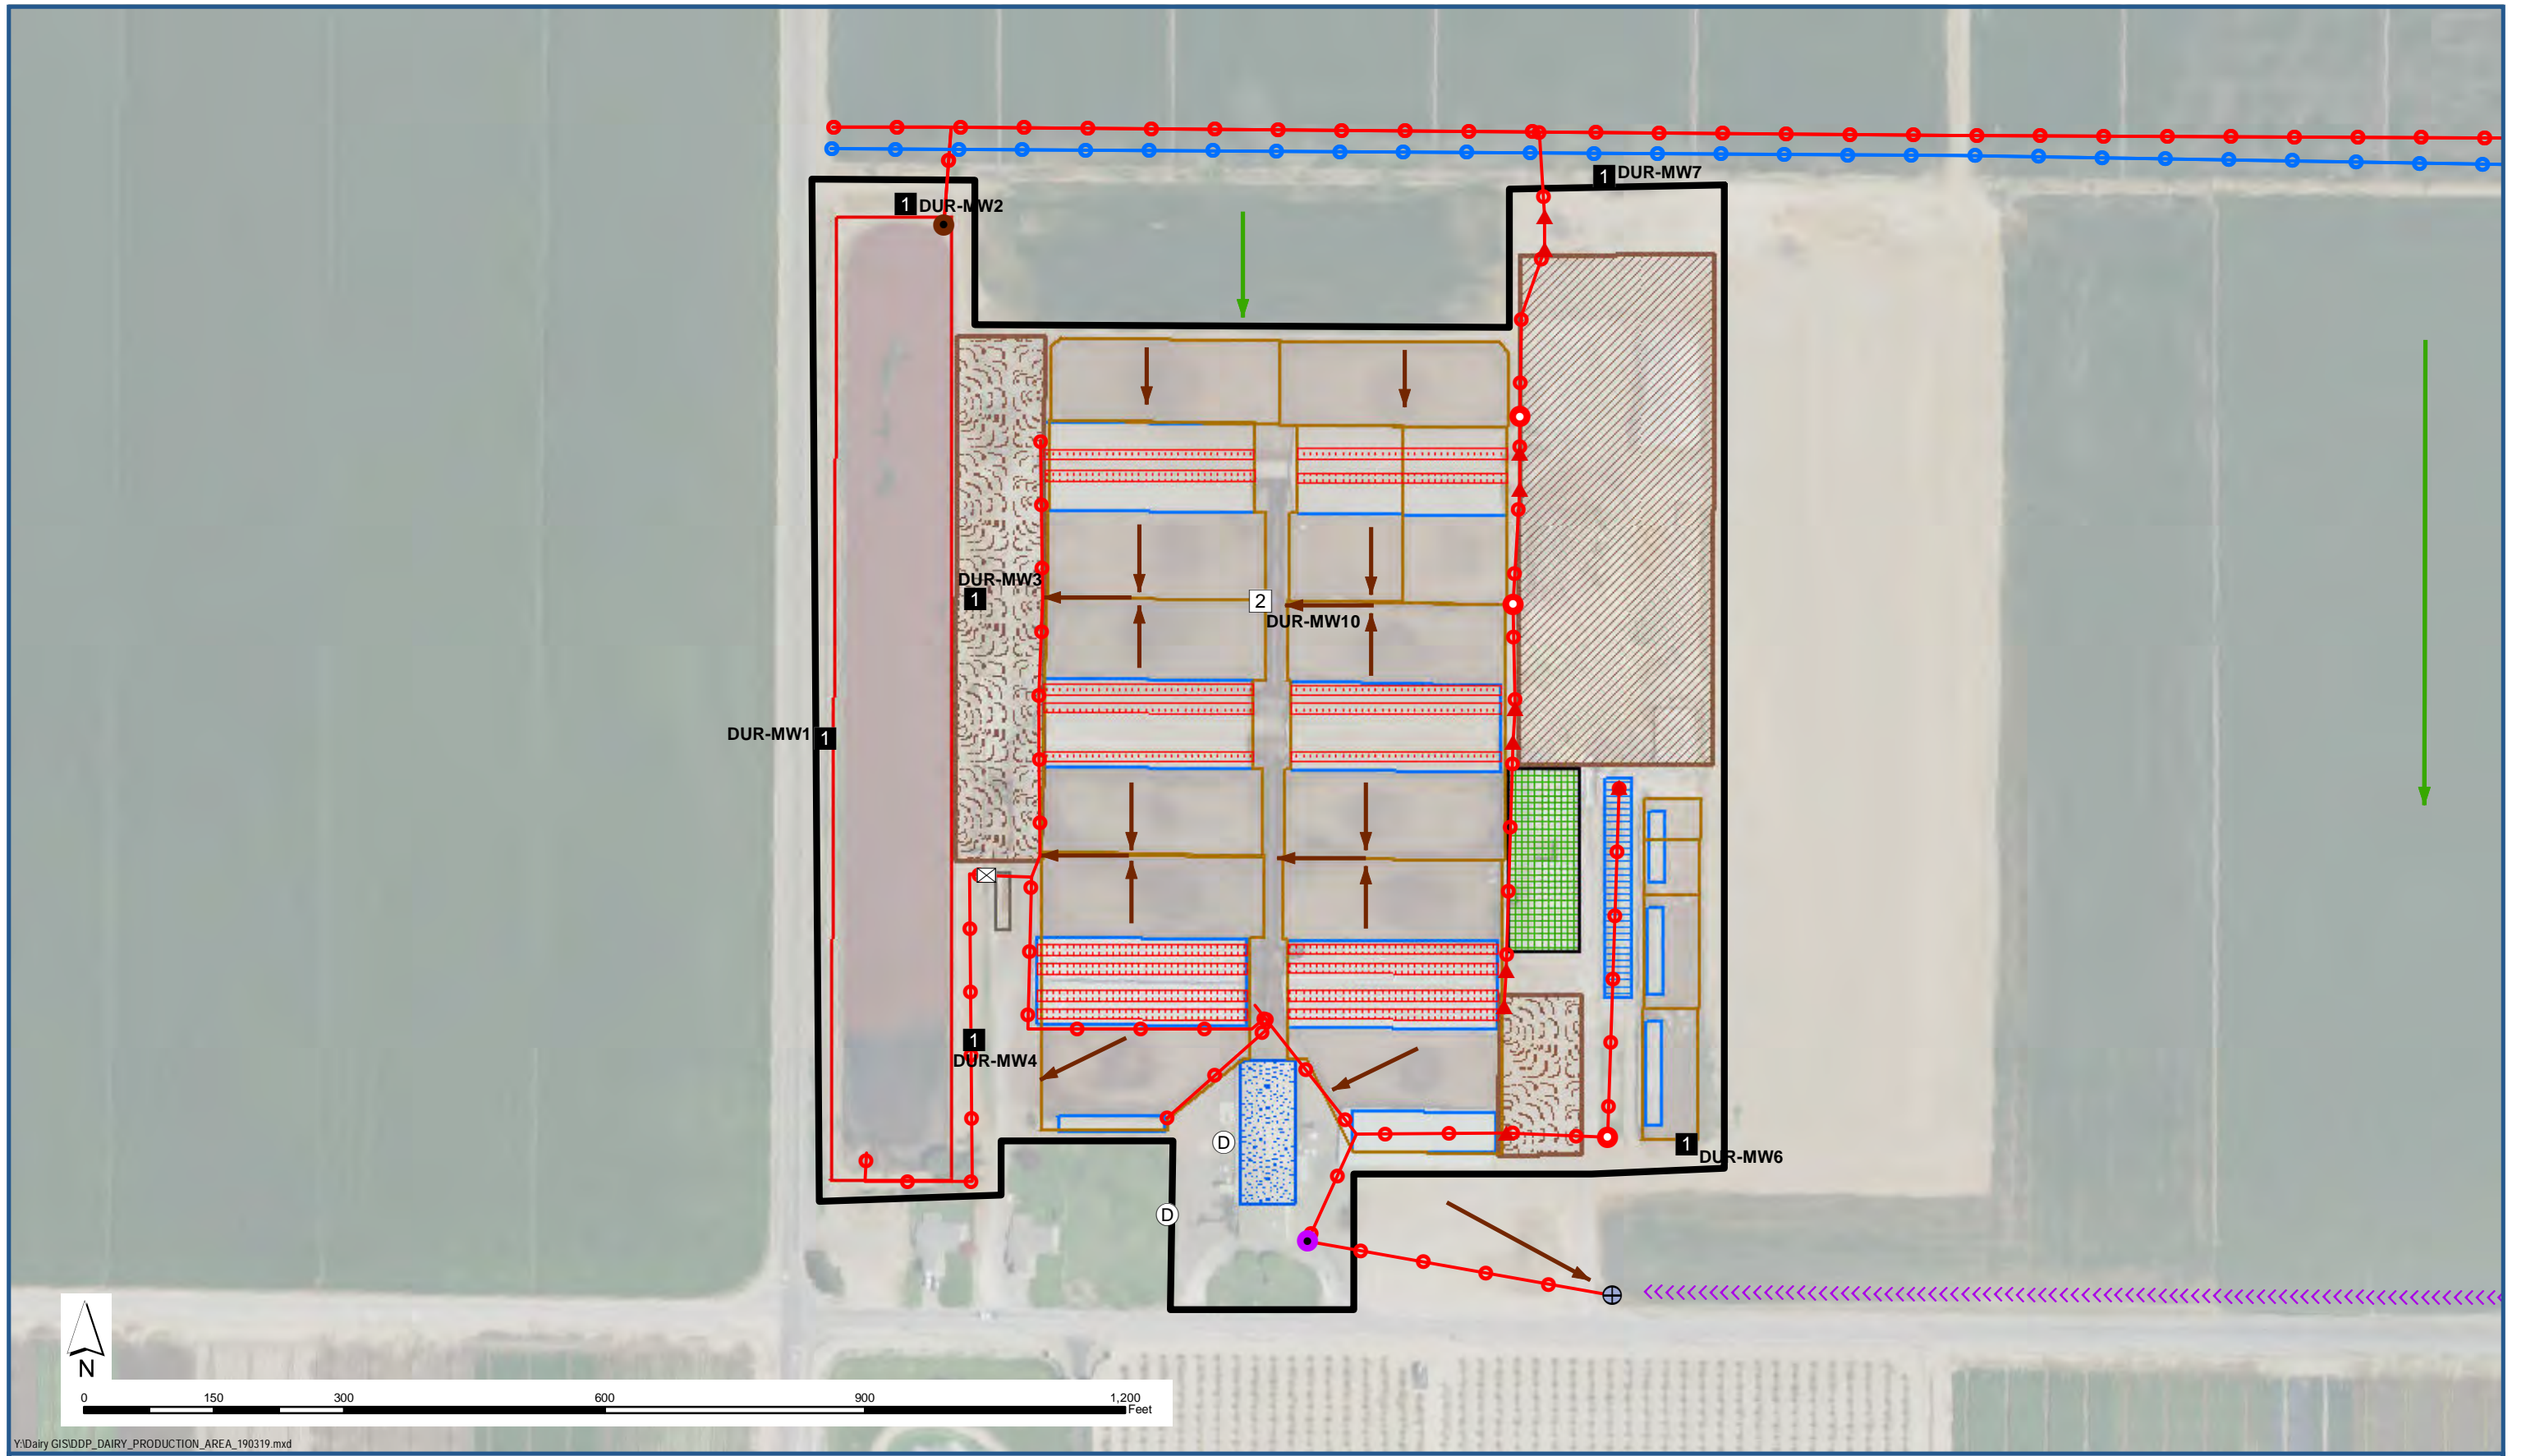 1 DUR-MW7
1 DUR-MW2
DUR-MW3
1
2
DUR-MW10
DUR-MW1 1
1
DUR-MW4
D
1
DUR-MW6
D
N
0 150 300 600 900 1,200
Feet
Y:\Dairy GIS\DDP_DAIRY_PRODUCTION_AREA_190319.mxd